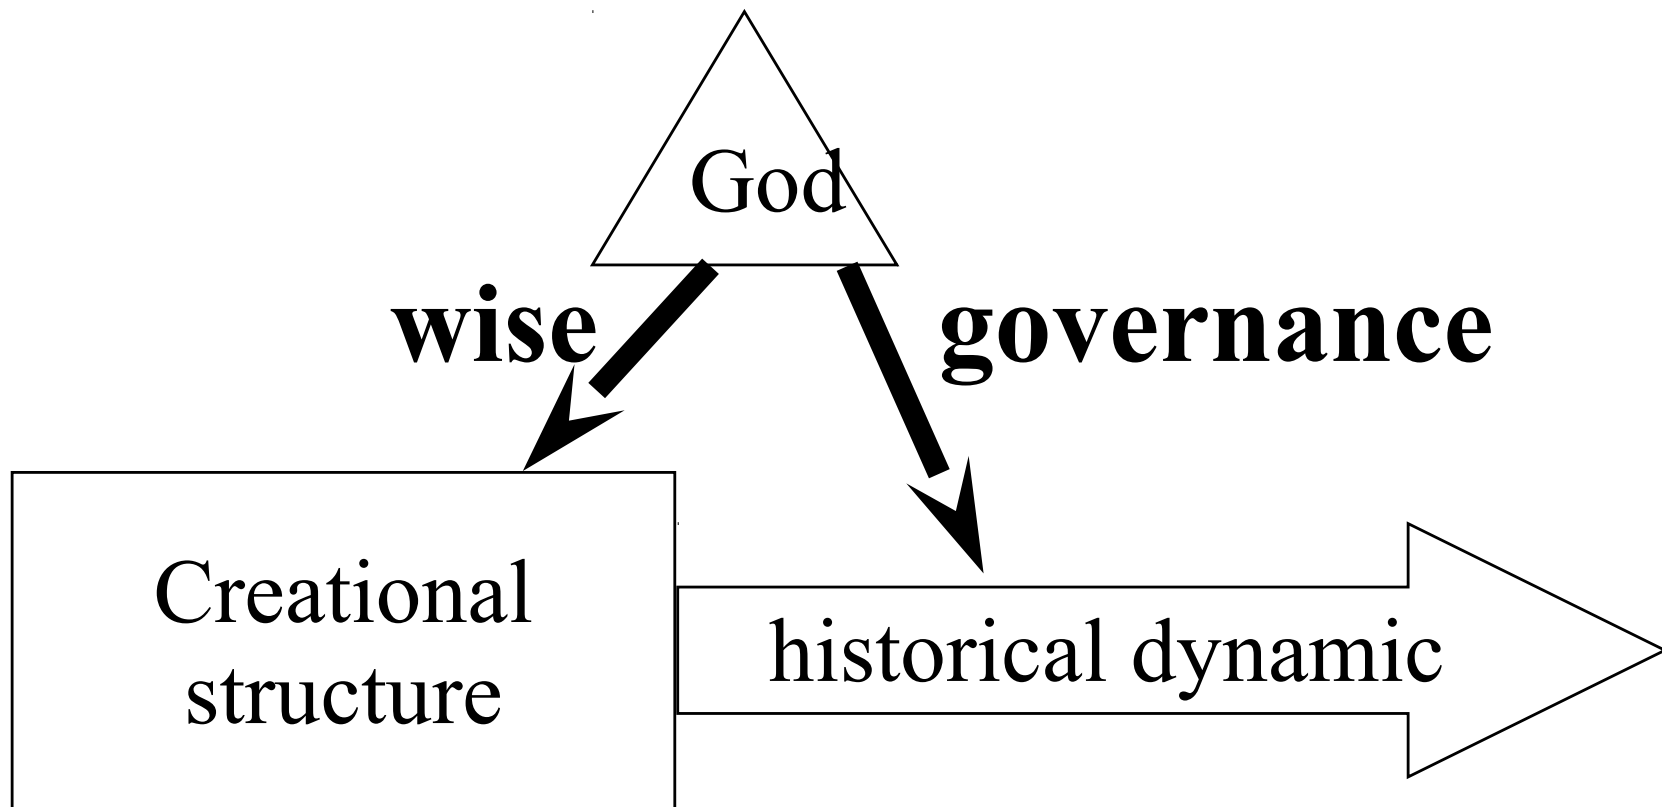 God
wise governance
Creational
structure
historical dynamic